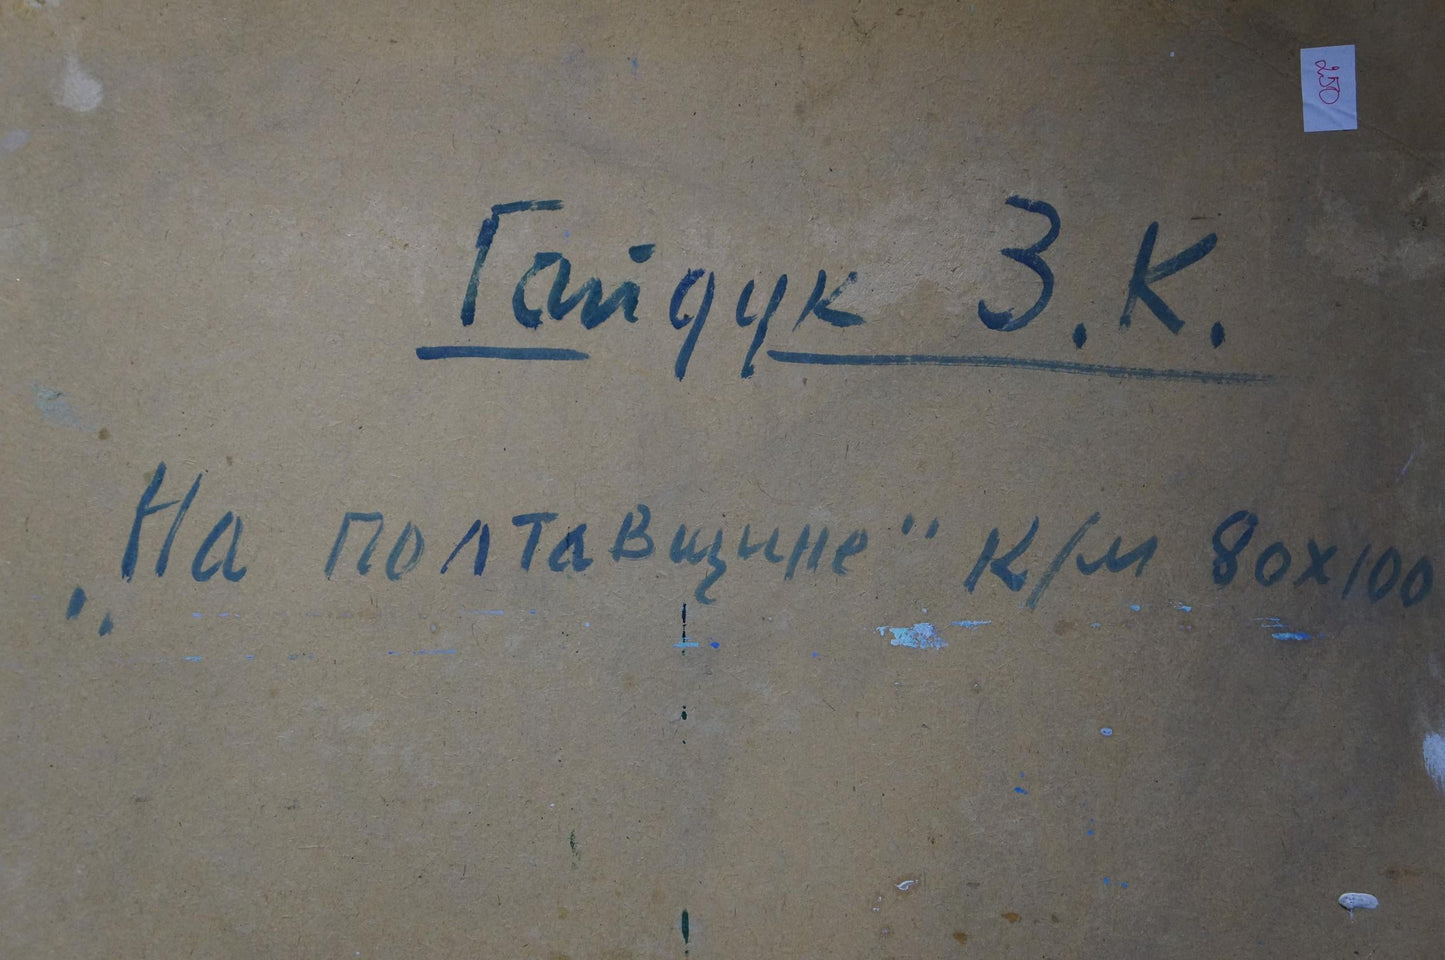 250
Гайдук З.К.
„На полтавщине" к/м 80х100